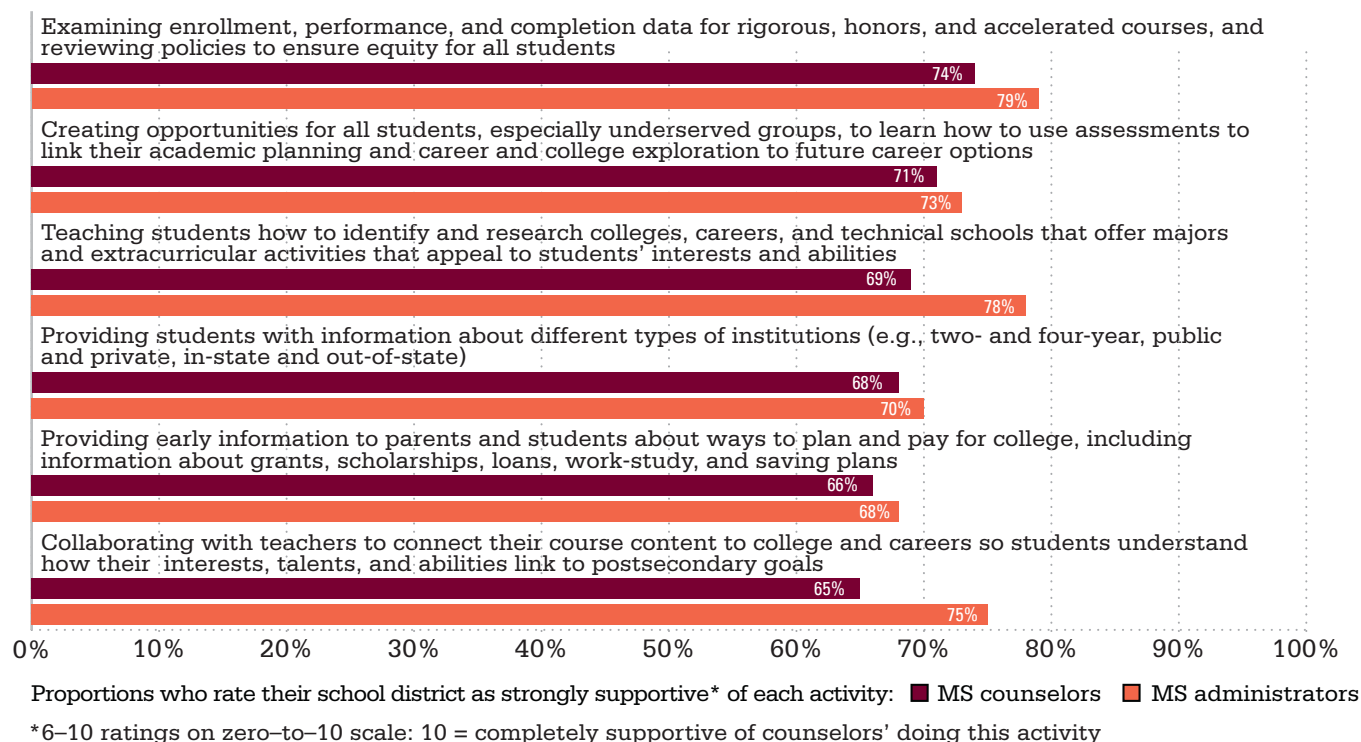 Examining enrollment, performance, and completion data for rigorous, honors, and accelerated courses, and
reviewing policies to ensure equity for all students
74%
79%
Creating opportunities for all students, especially underserved groups, to learn how to use assessments to
link their academic planning and career and college exploration to future career options
71%
73%
Teaching students how to identify and research colleges, careers, and technical schools that offer majors
and extracurricular activities that appeal to students' interests and abilities
69%
78%
Providing students with information about different types of institutions (e.g., two- and four-year, public
and private, in-state and out-of-state)
68%
70%
Providing early information to parents and students about ways to plan and pay for college, including
information about grants, scholarships, loans, work-study, and saving plans
66%
68%
Collaborating with teachers to connect their course content to college and careers so students understand
how their interests, talents, and abilities link to postsecondary goals
65%
75%
0% 10% 20% 30% 40% 50% 60% 70% 80% 90% 100%
Proportions who rate their school district as strongly supportive* of each activity: MS counselors MS administrators
*6–10 ratings on zero–to–10 scale: 10 = completely supportive of counselors' doing this activity